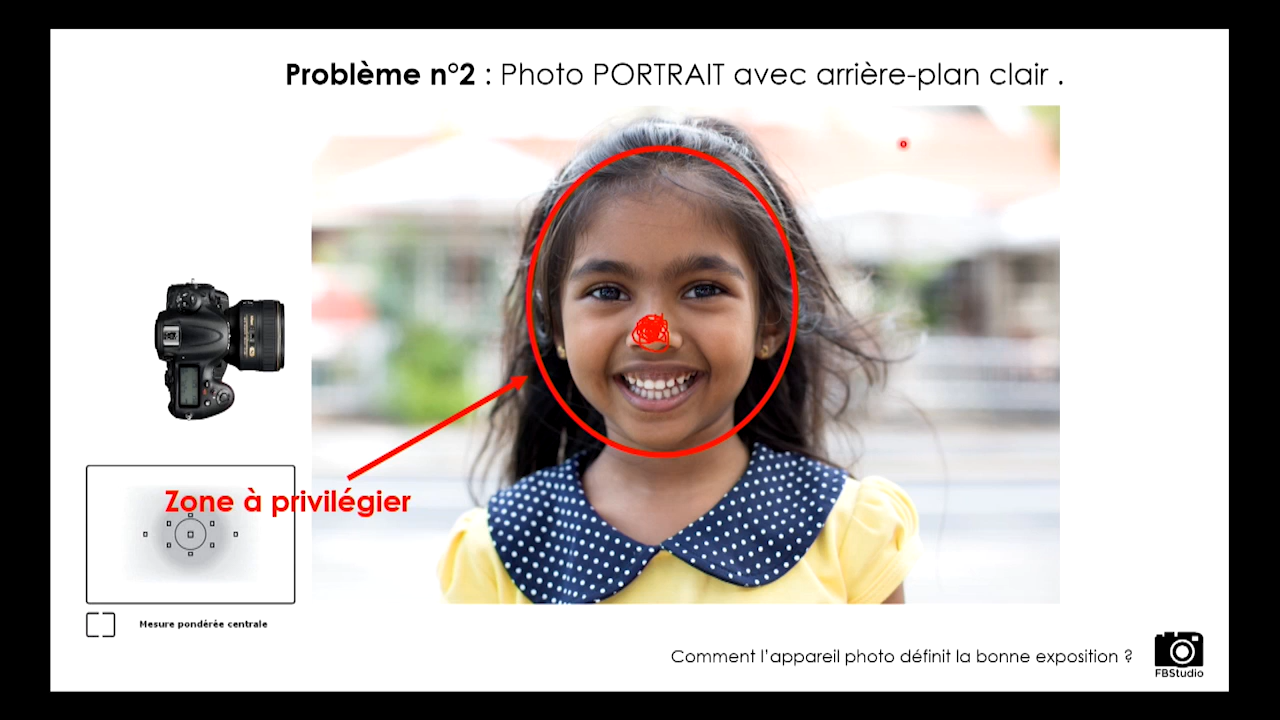 Problème n°2 : Photo PORTRAIT avec arrière-plan clair .
Zone à privilégier
Mesure pondérée centrale
Comment l'appareil photo définit la bonne exposition ?
FBStudio